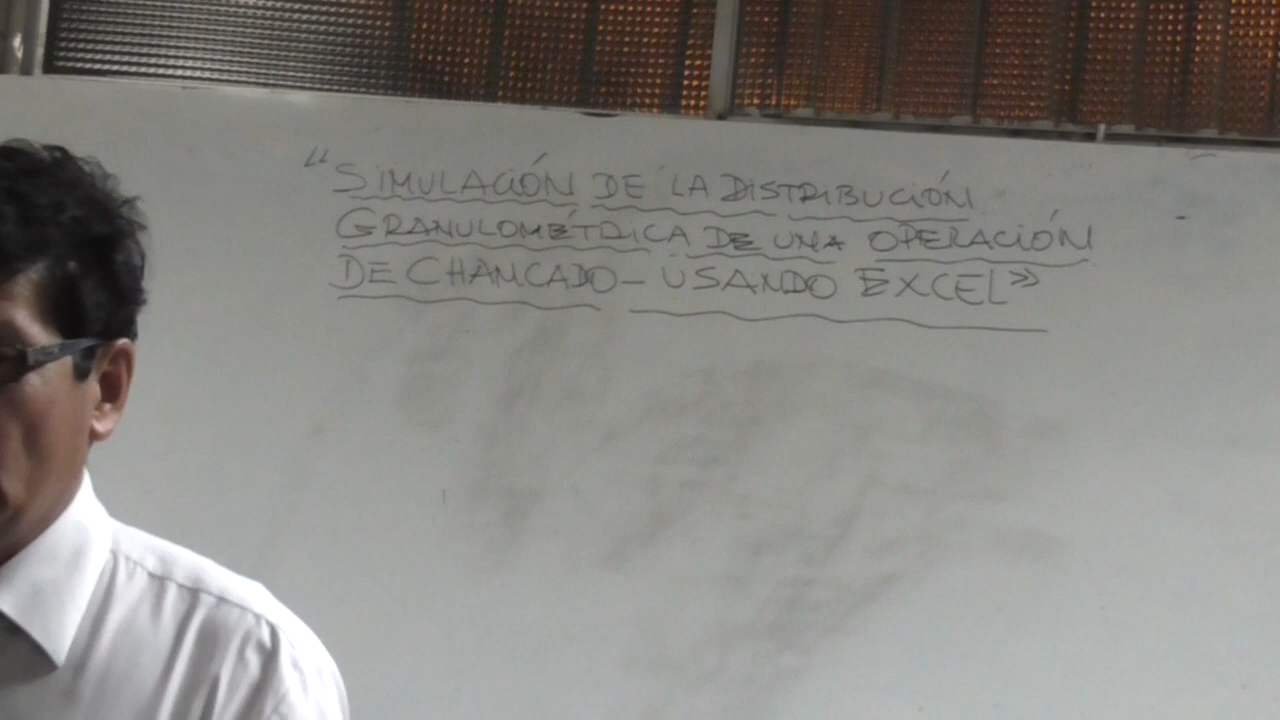 “SIMULACIÓN DE LA DISTRIBUCIÓN
GRANULOMÉTRICA DE UNA OPERACIÓN
DE CHANCADO – USANDO EXCEL”